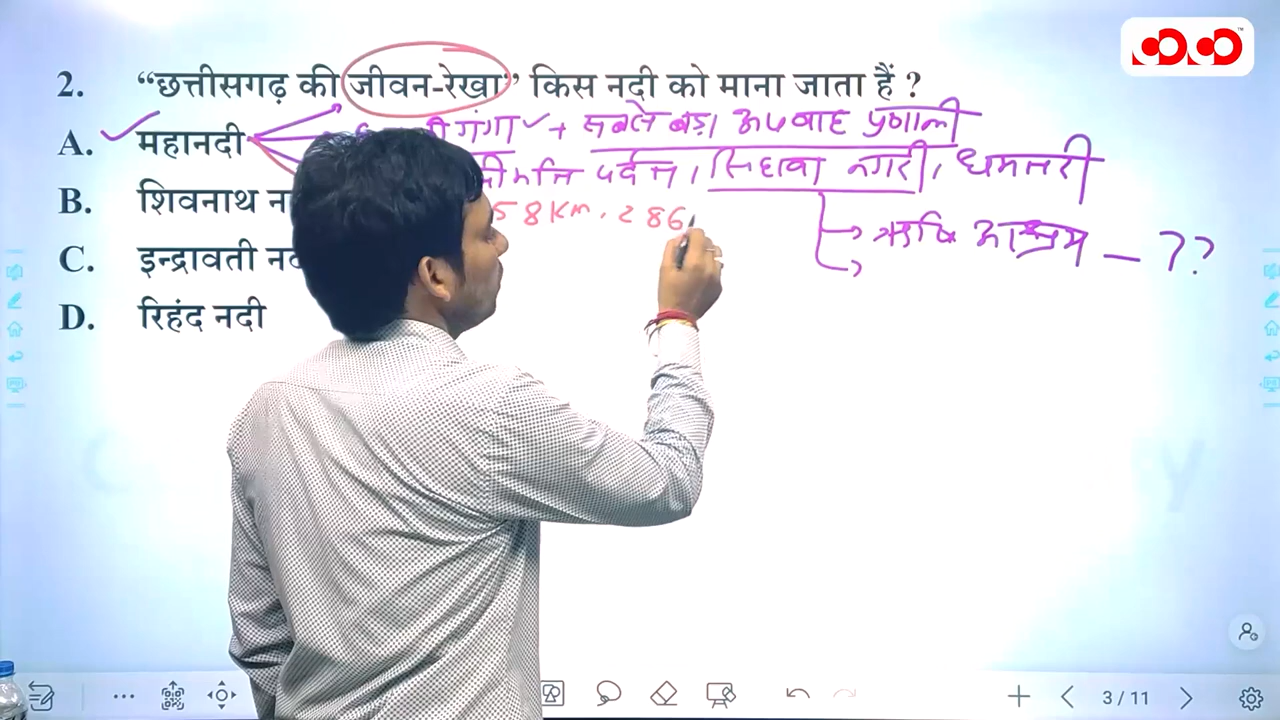 2. “छत्तीसगढ़ की जीवन-रेखा” किस नदी को माना जाता हैं ?
A. महानदी
गंगा + सबसे बड़ा अपवाह प्रणाली
पर्वत, सिहावा नगरी, धमतरी
B. शिवनाथ
58 Km, 286
ऋषि आश्रम – ??
C. इन्द्रावती
D. रिहंद नदी
3 / 11